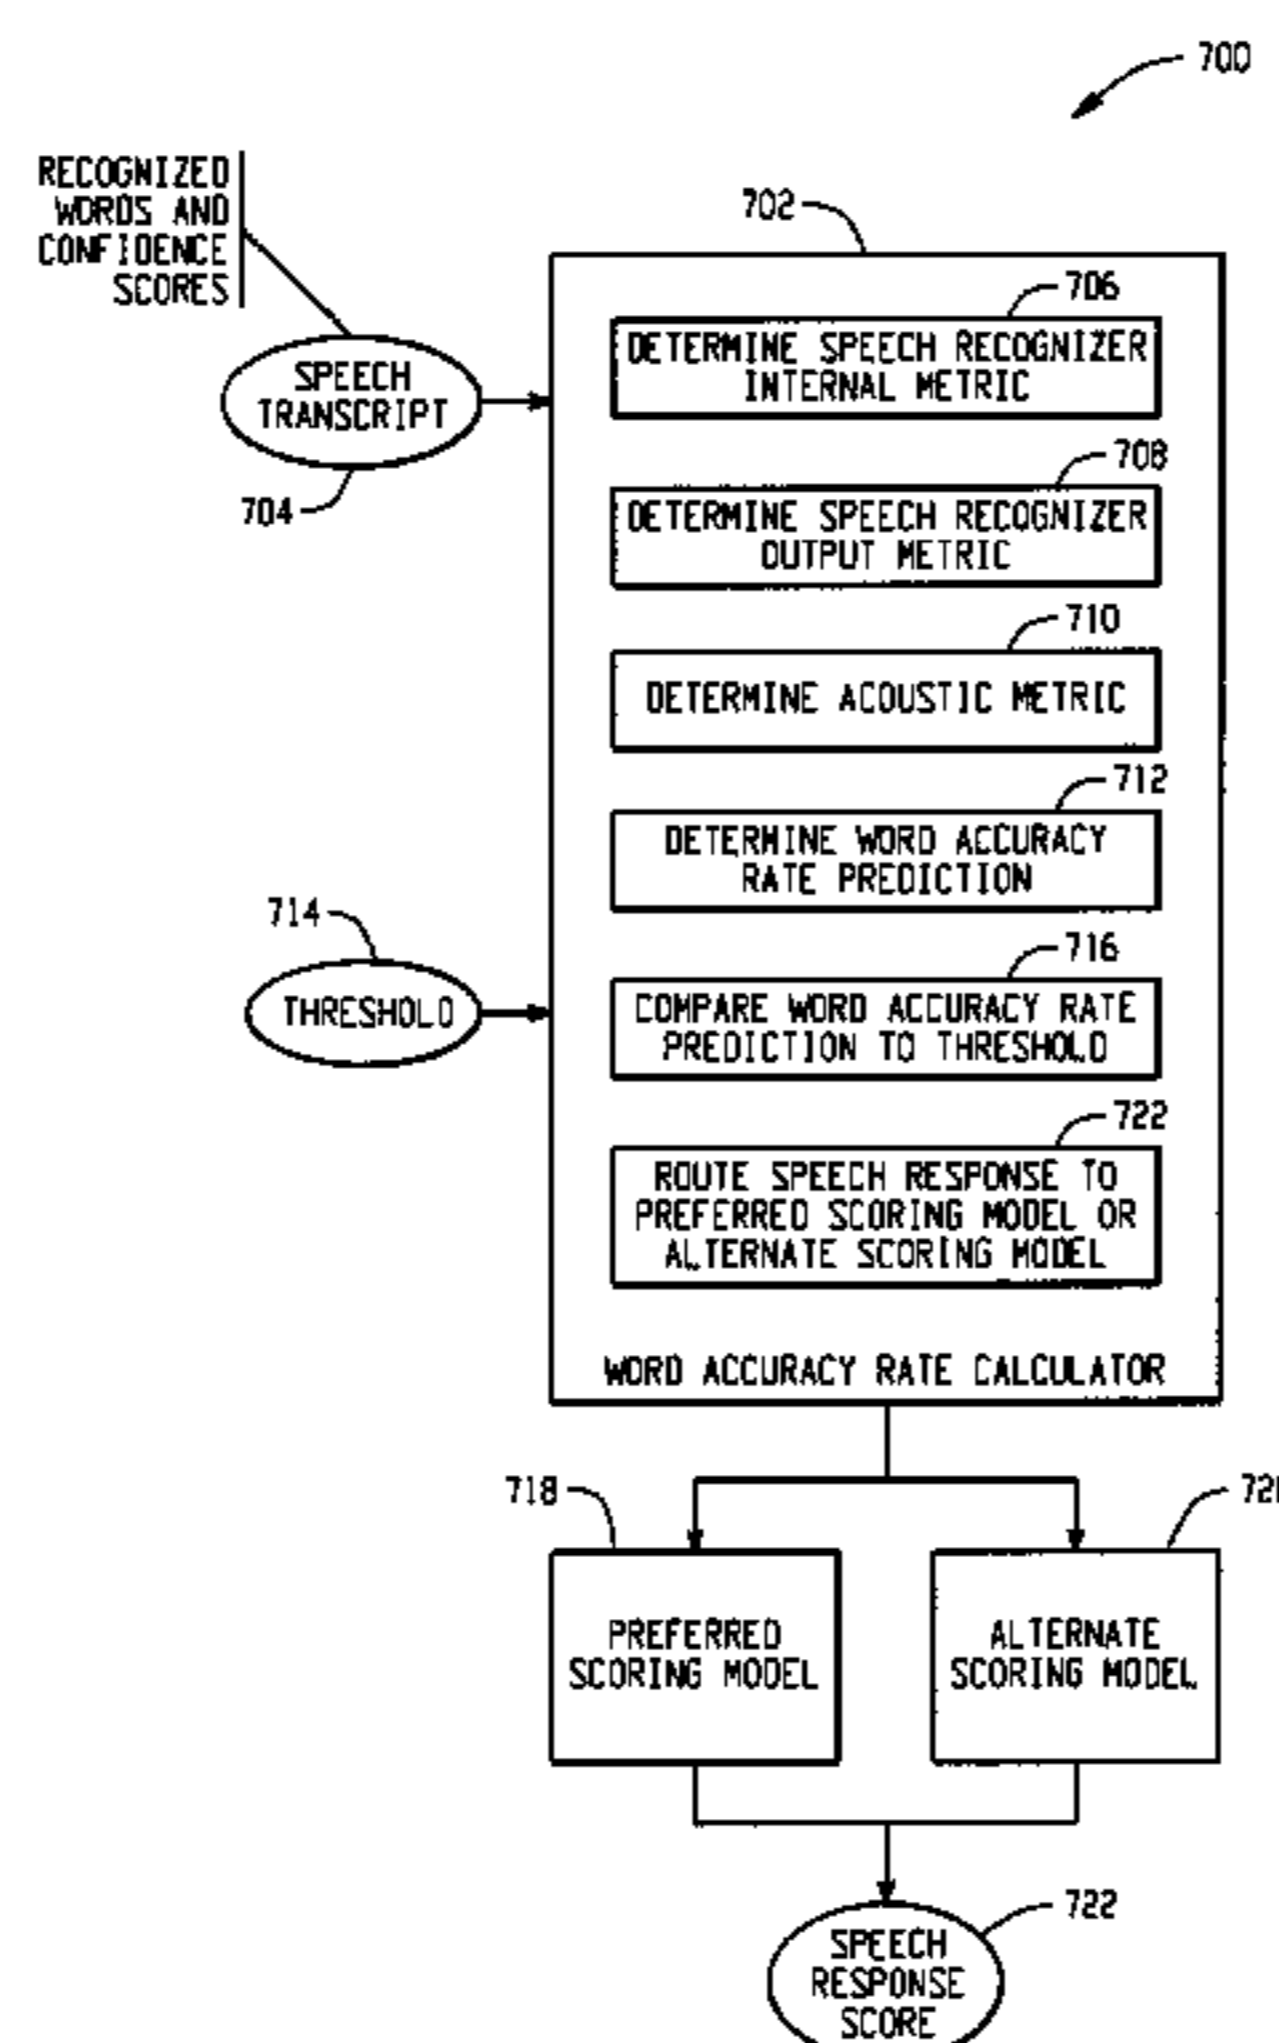 700
RECOGNIZED
WORDS AND
CONFIDENCE
SCORES
702
706
DETERMINE SPEECH RECOGNIZER
INTERNAL METRIC
SPEECH
TRANSCRIPT
704
708
DETERMINE SPEECH RECOGNIZER
OUTPUT METRIC
710
DETERMINE ACOUSTIC METRIC
712
DETERMINE WORD ACCURACY
RATE PREDICTION
714
THRESHOLD
716
COMPARE WORD ACCURACY RATE
PREDICTION TO THRESHOLD
722
ROUTE SPEECH RESPONSE TO
PREFERRED SCORING MODEL OR
ALTERNATE SCORING MODEL
WORD ACCURACY RATE CALCULATOR
718
PREFERRED
SCORING MODEL
ALTERNATE
SCORING MODEL
722
SPEECH
RESPONSE
SCORE